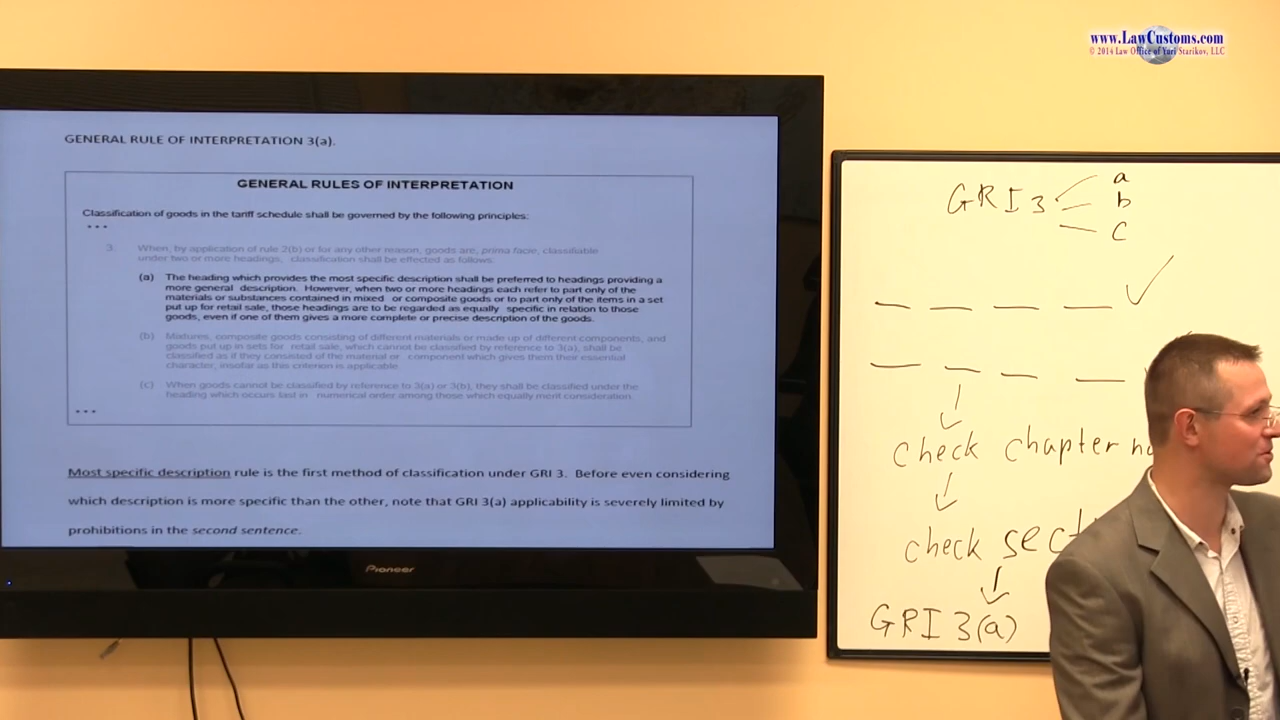 www.LawCustoms.com
© 2014 Law Office of Yuri Starikov, LLC
GENERAL RULE OF INTERPRETATION 3(a).
GENERAL RULES OF INTERPRETATION
Classification of goods in the tariff schedule shall be governed by the following principles:
***
3. When, by application of rule 2(b) or for any other reason, goods are, prima facie, classifiable
under two or more headings, classification shall be effected as follows:
(a) The heading which provides the most specific description shall be preferred to headings providing a
more general description. However, when two or more headings each refer to part only of the
materials or substances contained in mixed or composite goods or to part only of the items in a set
put up for retail sale, those headings are to be regarded as equally specific in relation to those
goods, even if one of them gives a more complete or precise description of the goods.
(b) Mixtures, composite goods consisting of different materials or made up of different components, and
goods put up in sets for retail sale, which cannot be classified by reference to 3(a), shall be
classified as if they consisted of the material or component which gives them their essential
character, insofar as this criterion is applicable.
(c) When goods cannot be classified by reference to 3(a) or 3(b), they shall be classified under the
heading which occurs last in numerical order among those which equally merit consideration.
***
Most specific description rule is the first method of classification under GRI 3. Before even considering
which description is more specific than the other, note that GRI 3(a) applicability is severely limited by
prohibitions in the second sentence.
Pioneer
GRI 3
a
b
c
check chapter
check
GRI 3(a)